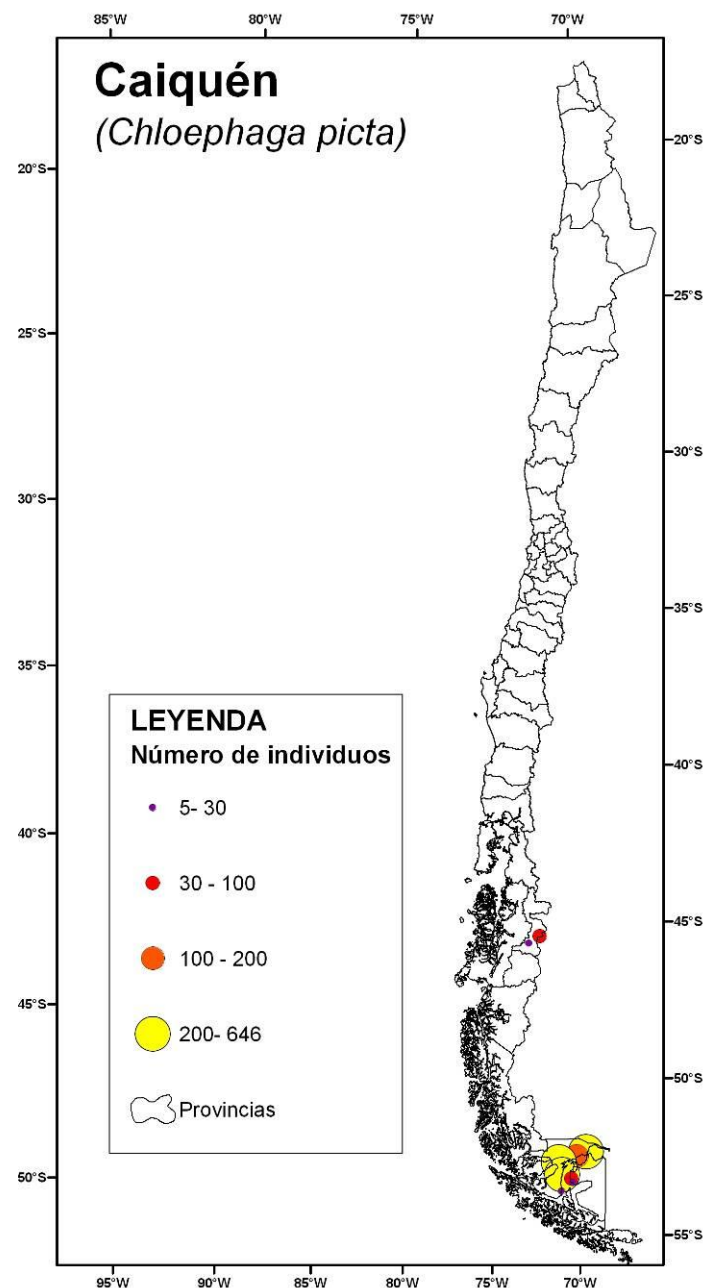 85°W 80°W 75°W 70°W
Caiquén
(Chloephaga picta)
20°S
25°S
30°S
35°S
40°S
45°S
50°S
20°S
25°S
30°S
35°S
40°S
45°S
50°S
55°S
LEYENDA
Número de individuos
5- 30
30 - 100
100 - 200
200- 646
Provincias
95°W 90°W 85°W 80°W 75°W 70°W